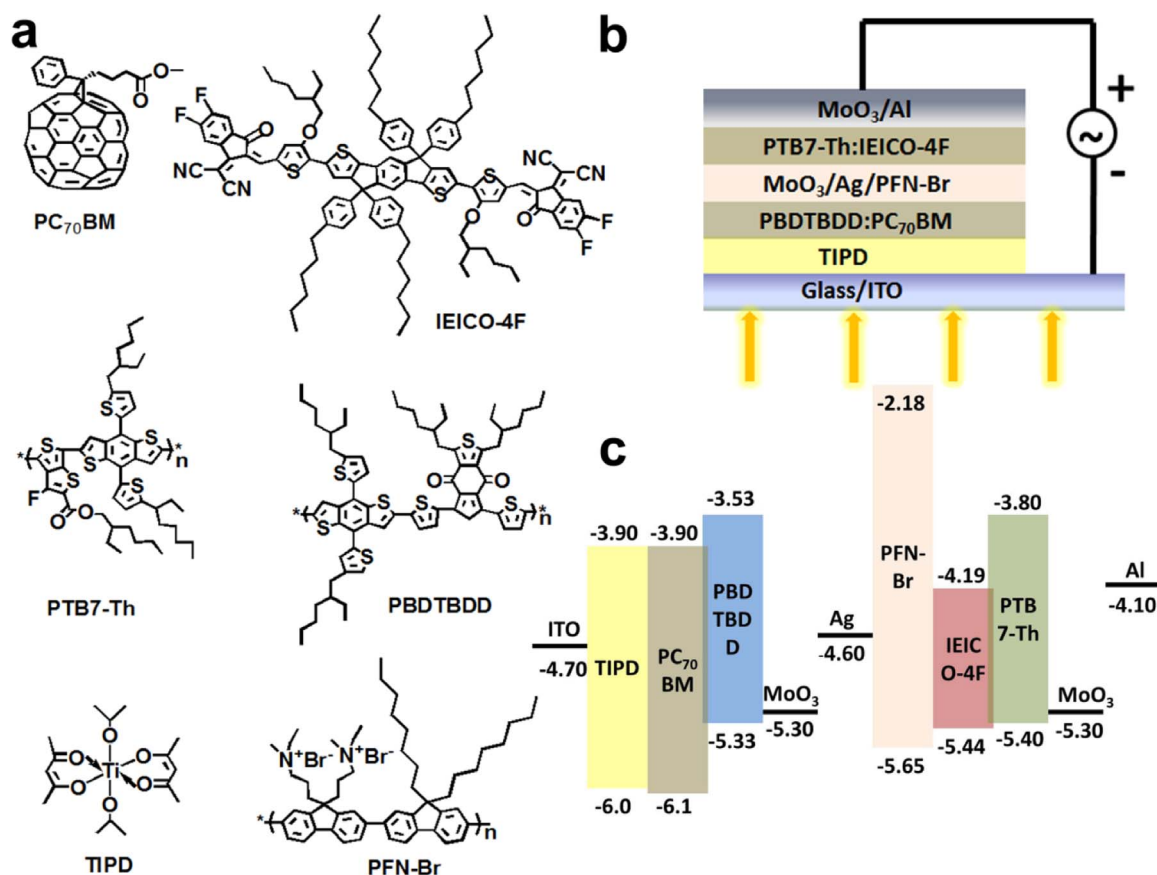 a
O
O
PC70BM
F
F
O
O
CN
CN
S
S
S
S
O
O
NC
CN
F
F
IEICO-4F
S
S
S
S
*
*
n
F
S
S
O
O
PTB7-Th
S
S
S
S
S
O
O
S
S
S
*
*
n
PBDTBDD
O
O
O
Ti
O
O
O
TIPD
N+Br-
N+Br-
*
n
PFN-Br
b
MoO3/Al
PTB7-Th:IEICO-4F
MoO3/Ag/PFN-Br
PBDTBDD:PC70BM
TIPD
Glass/ITO
+
~
-
c
ITO
-4.70
-3.90
TIPD
-6.0
-3.90
PC70
BM
-6.1
-3.53
PBD
TBD
D
-5.33
MoO3
-5.30
Ag
-4.60
-2.18
PFN-
Br
-5.65
-4.19
IEIC
O-4F
-5.44
-3.80
PTB
7-Th
-5.40
MoO3
-5.30
Al
-4.10